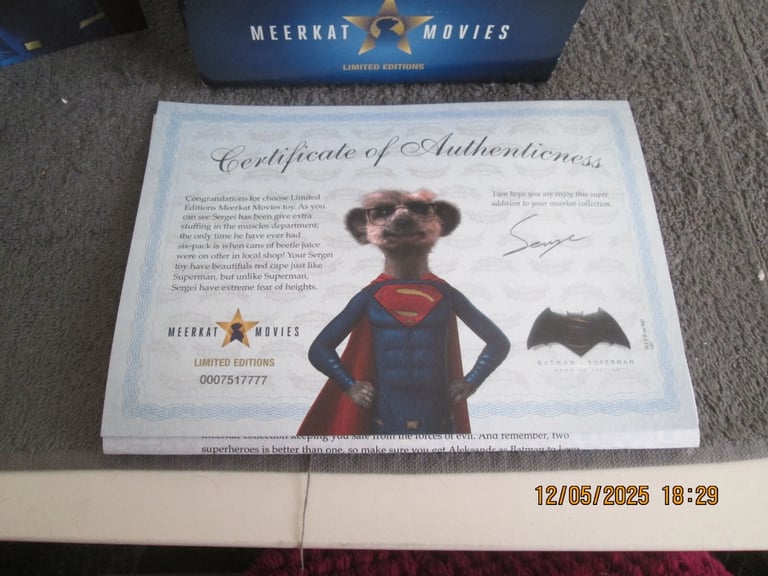 MEERKAT MOVIES
LIMITED EDITIONS
Certificate of Authenticness
Congratulations for choose Limited
Editions Meerkat Movies toy. As you
can see Sergei has been give extra
stuffing in the muscles department;
the only time he have ever had
six-pack is when cans of beetle juice
were on offer in local shop! Your Sergei
toy have beautifuls red cape just like
Superman, but unlike Superman,
Sergei have extreme fear of heights.
I am hope you are enjoy this super
addition to your meerkat collection.
Sergei
MEERKAT MOVIES
LIMITED EDITIONS
0007517777
BATMAN v SUPERMAN
DAWN OF JUSTICE
meerkat collection keeping you safe from the forces of evil. And remember, two
superheroes is better than one, so make sure you get Aleksandr as Batman to keep
12/05/2025 18:29